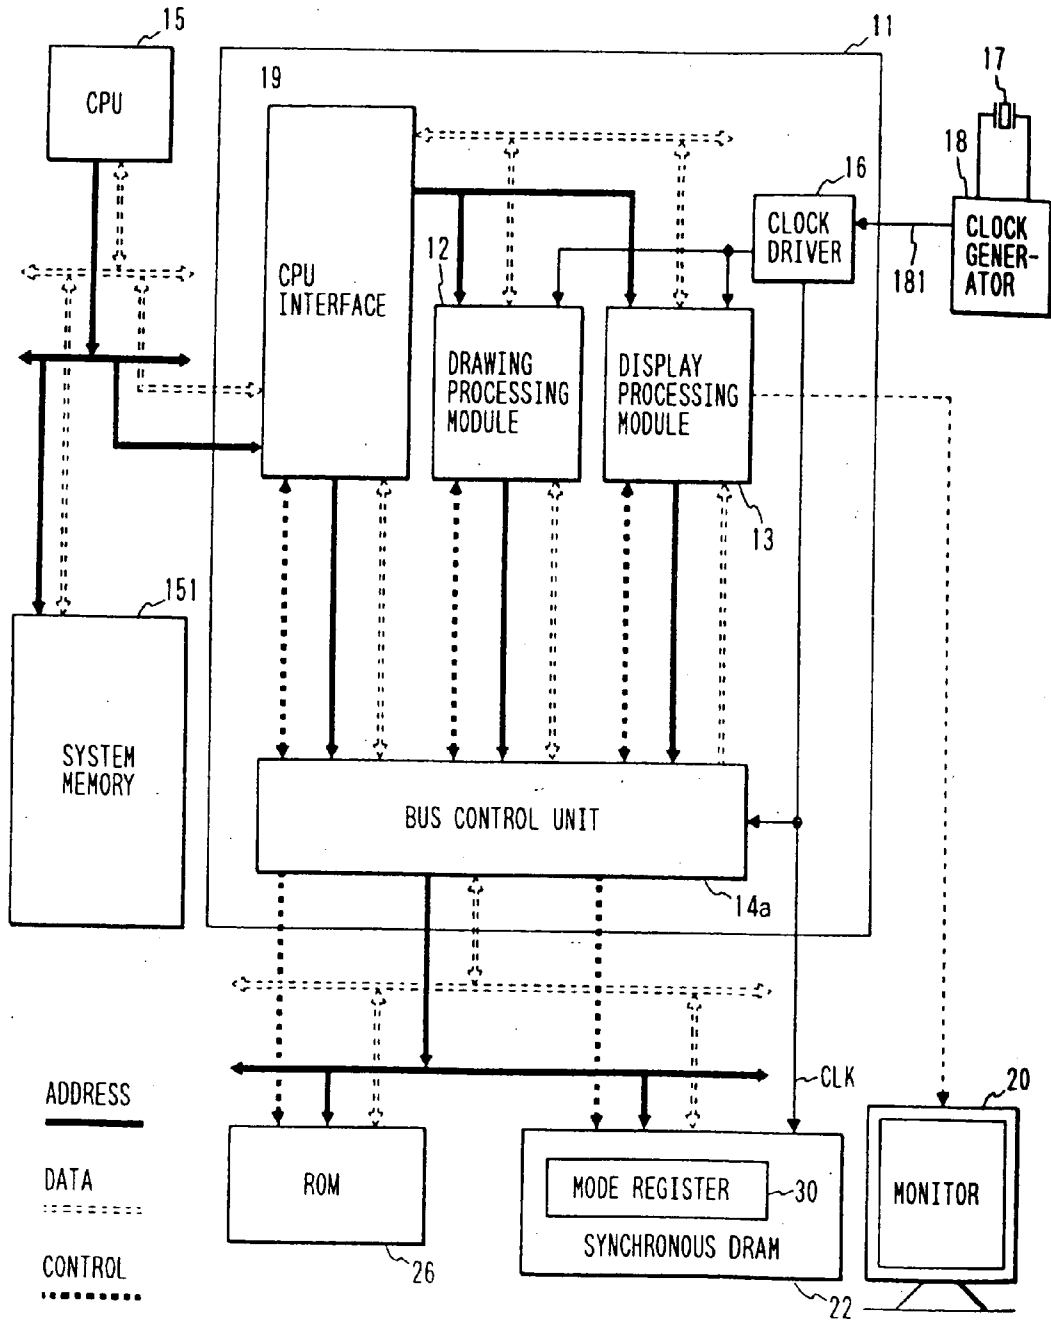 15
CPU
11
19
17
18
CLOCK
GENER-
ATOR
16
CLOCK
DRIVER
181
CPU
INTERFACE
12
DRAWING
PROCESSING
MODULE
DISPLAY
PROCESSING
MODULE
13
151
SYSTEM
MEMORY
BUS CONTROL UNIT
14a
CLK
20
ADDRESS
DATA
CONTROL
ROM
26
MODE REGISTER
30
SYNCHRONOUS DRAM
22
MONITOR